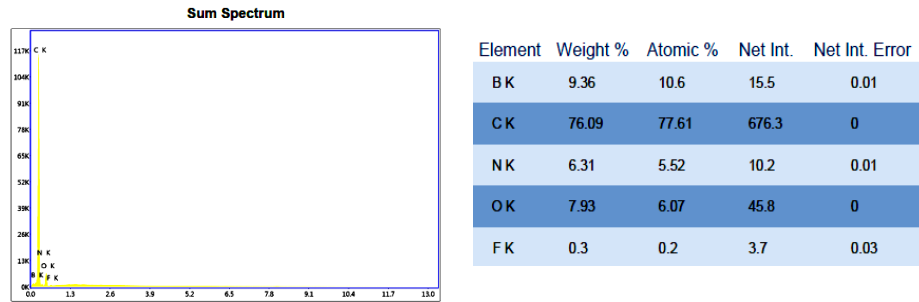 Sum Spectrum
117K
104K
91K
78K
65K
52K
39K
26K
13K
0K
C K
N K
O K
B K F K
0.0 1.3 2.6 3.9 5.2 6.5 7.8 9.1 10.4 11.7 13.0
Element Weight % Atomic % Net Int. Net Int. Error
B K 9.36 10.6 15.5 0.01
C K 76.09 77.61 676.3 0
N K 6.31 5.52 10.2 0.01
O K 7.93 6.07 45.8 0
F K 0.3 0.2 3.7 0.03